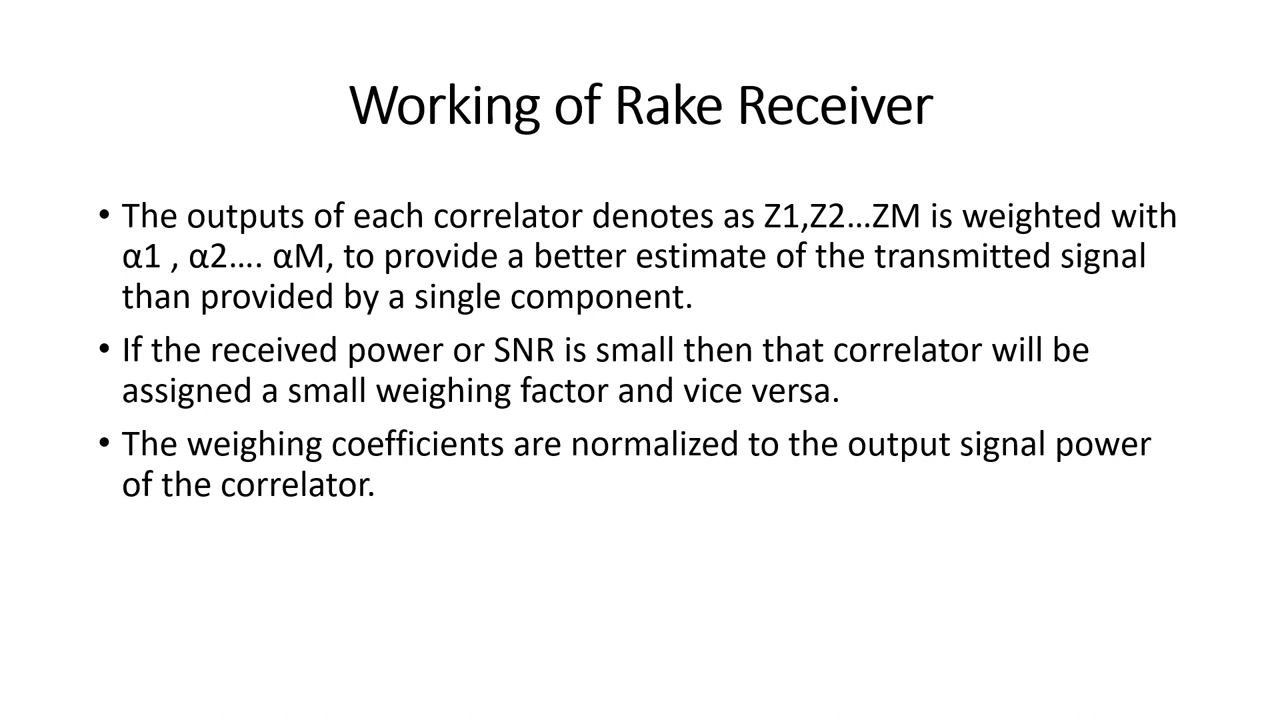 Working of Rake Receiver
• The outputs of each correlator denotes as Z1,Z2...ZM is weighted with
α1 , α2.... αM, to provide a better estimate of the transmitted signal
than provided by a single component.
• If the received power or SNR is small then that correlator will be
assigned a small weighing factor and vice versa.
• The weighing coefficients are normalized to the output signal power
of the correlator.